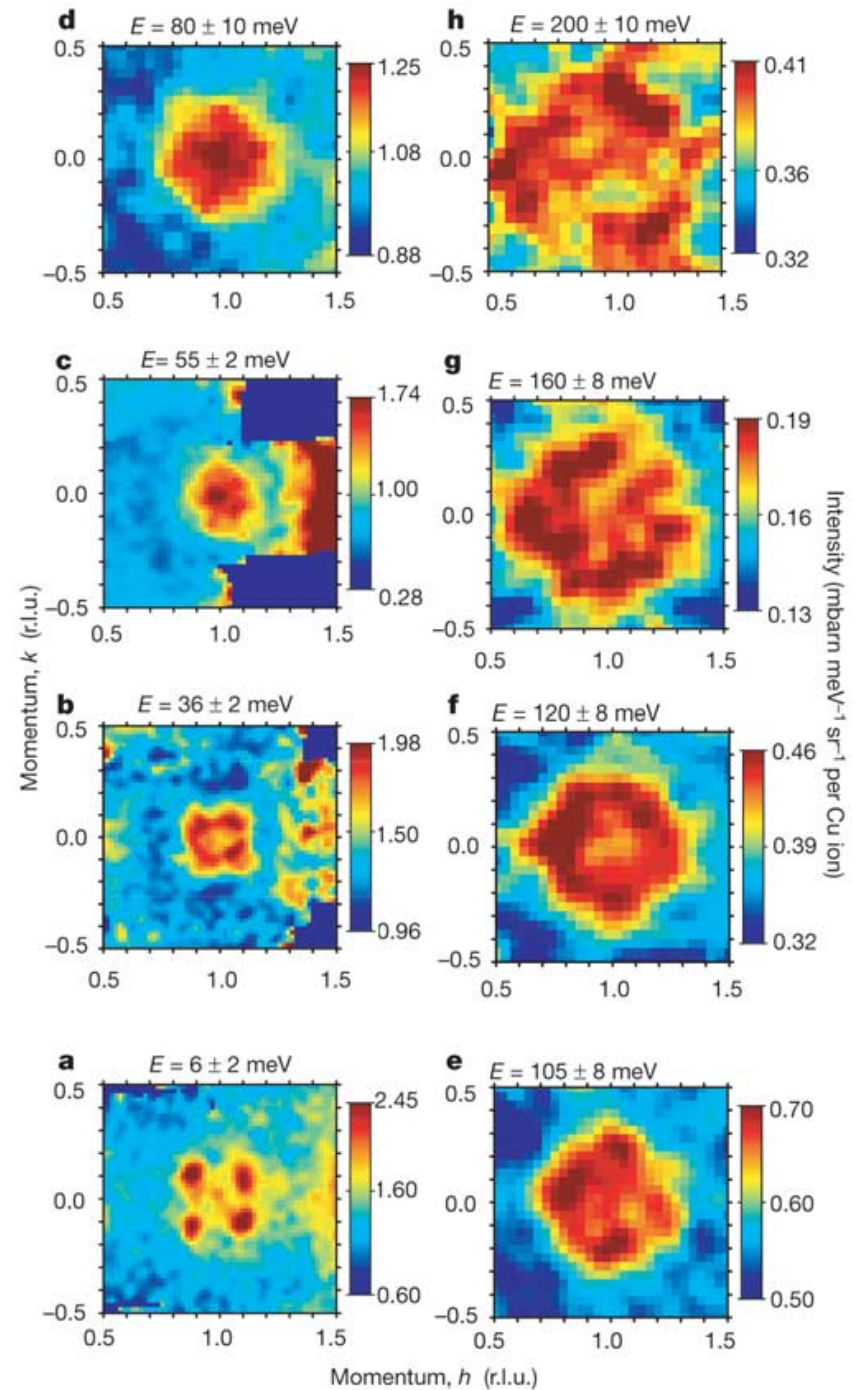 d
E = 80 ± 10 meV
0.5
0.0
–0.5
0.5 1.0 1.5
1.25
1.08
0.88
h
E = 200 ± 10 meV
0.0
–0.5
0.5 1.0 1.5
0.41
0.36
0.32
c
E= 55 ± 2 meV
0.5
0.0
–0.5
0.5 1.0 1.5
1.74
1.00
0.28
g
E = 160 ± 8 meV
0.5
0.0
–0.5
0.5 1.0 1.5
0.19
0.16
0.13
b
E = 36 ± 2 meV
0.5
0.0
–0.5
0.5 1.0 1.5
1.98
1.50
0.96
f
E = 120 ± 8 meV
0.5
0.0
–0.5
0.5 1.0 1.5
0.46
0.39
0.32
a
E = 6 ± 2 meV
0.5
0.0
–0.5
0.5 1.0 1.5
2.45
1.60
0.60
e
E = 105 ± 8 meV
0.5
0.0
–0.5
0.5 1.0 1.5
0.70
0.60
0.50
Momentum, k (r.l.u.)
Intensity (mbarn meV⁻¹ sr⁻¹ per Cu ion)
Momentum, h (r.l.u.)